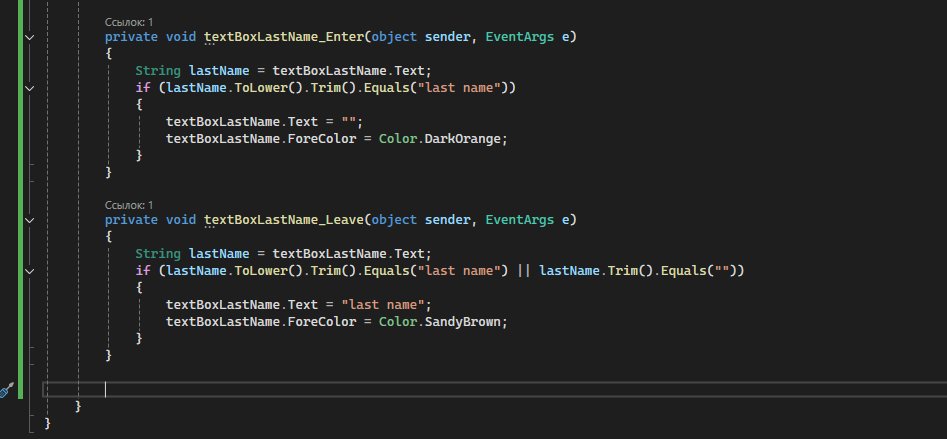 Ссылок: 1
private void textBoxLastName_Enter(object sender, EventArgs e)
{
String lastName = textBoxLastName.Text;
if (lastName.ToLower().Trim().Equals("last name"))
{
textBoxLastName.Text = "";
textBoxLastName.ForeColor = Color.DarkOrange;
}
}
Ссылок: 1
private void textBoxLastName_Leave(object sender, EventArgs e)
{
String lastName = textBoxLastName.Text;
if (lastName.ToLower().Trim().Equals("last name") || lastName.Trim().Equals(""))
{
textBoxLastName.Text = "last name";
textBoxLastName.ForeColor = Color.SandyBrown;
}
}
}
}